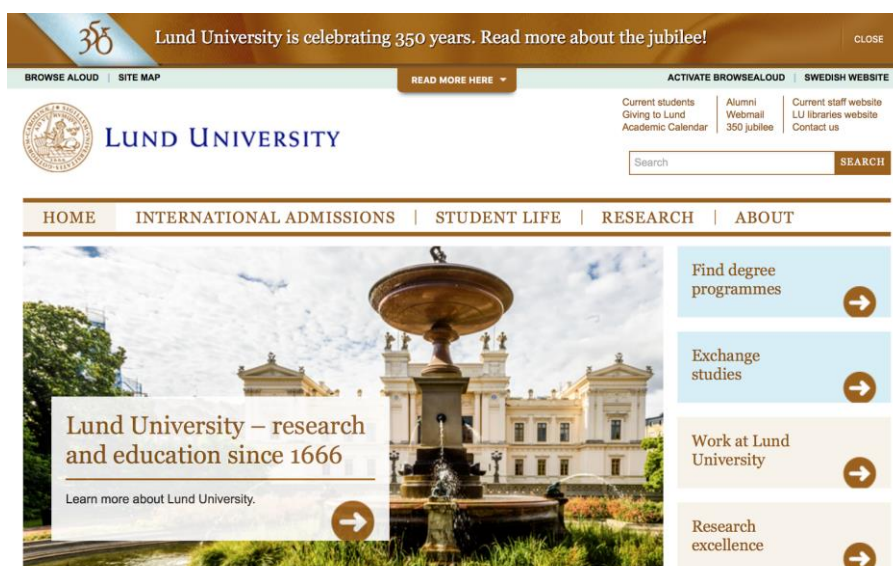 350
Lund University is celebrating 350 years. Read more about the jubilee!
CLOSE
BROWSE ALOUD | SITE MAP
READ MORE HERE
ACTIVATE BROWSEALOUD | SWEDISH WEBSITE
LUND UNIVERSITY
Current students
Giving to Lund
Academic Calendar
Alumni
Webmail
350 jubilee
Current staff website
LU libraries website
Contact us
Search
SEARCH
HOME
INTERNATIONAL ADMISSIONS | STUDENT LIFE | RESEARCH | ABOUT
Lund University – research
and education since 1666
Learn more about Lund University.
Find degree
programmes
Exchange
studies
Work at Lund
University
Research
excellence